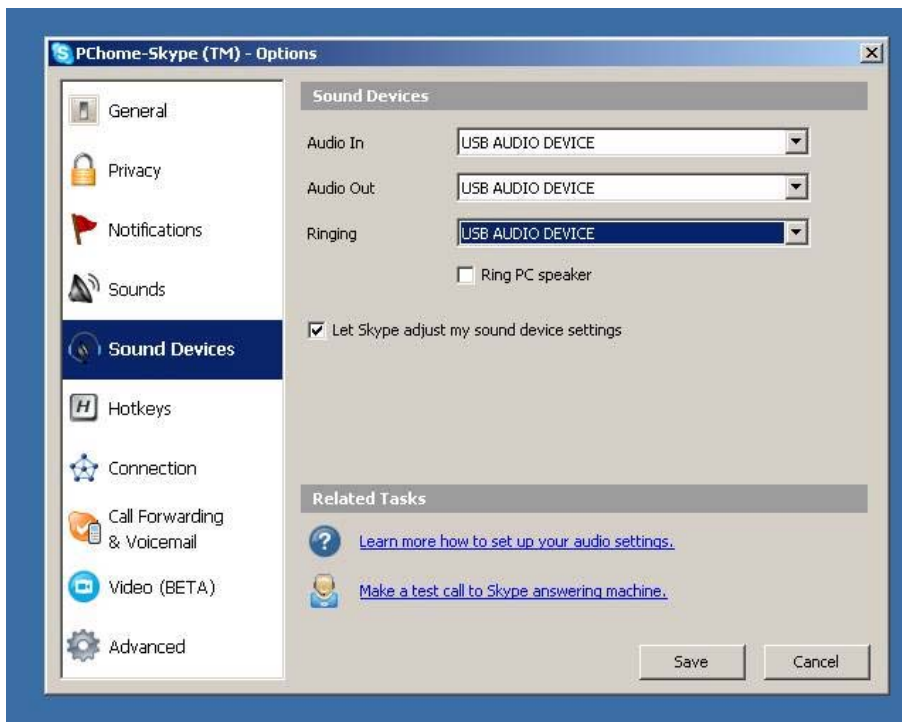 PChome-Skype (TM) - Options
General
Privacy
Notifications
Sounds
Sound Devices
Hotkeys
Connection
Call Forwarding
& Voicemail
Video (BETA)
Advanced
Sound Devices
Audio In
USB AUDIO DEVICE
Audio Out
USB AUDIO DEVICE
Ringing
USB AUDIO DEVICE
Ring PC speaker
Let Skype adjust my sound device settings
Related Tasks
Learn more how to set up your audio settings.
Make a test call to Skype answering machine.
Save
Cancel